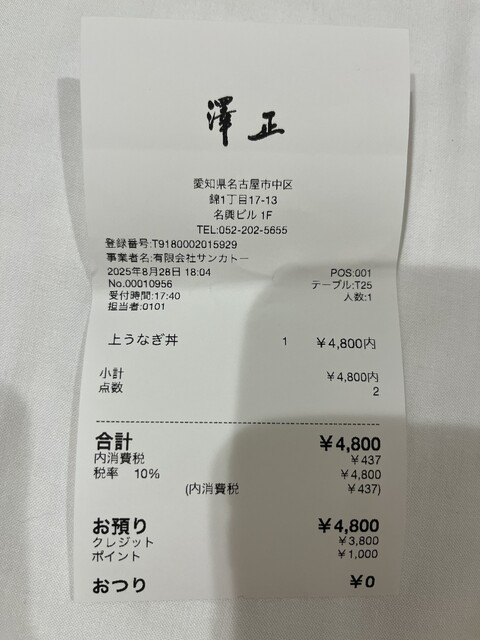 澤正
愛知県名古屋市中区
錦1丁目17-13
名興ビル 1F
TEL:052-202-5655
登録番号:T9180002015929
事業者名:有限会社サンカトー
2025年8月28日 18:04 POS:001
No.00010956 テーブル:T25
受付時間:17:40 人数:1
担当者:0101
上うなぎ丼 1 ¥4,800内
小計 ¥4,800内
点数 2
合計 ¥4,800
内消費税 ¥437
税率 10% ¥4,800
(内消費税 ¥437)
お預り ¥4,800
クレジット ¥3,800
ポイント ¥1,000
おつり ¥0